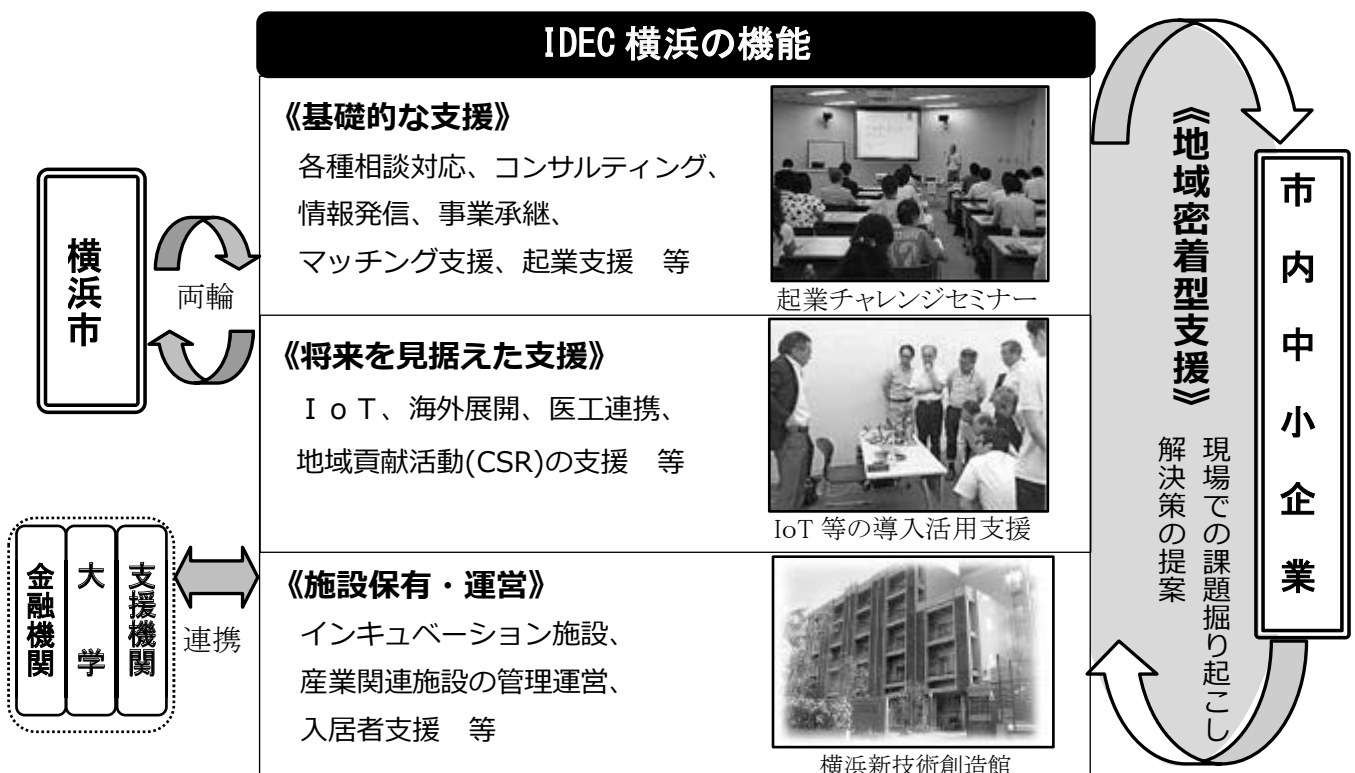 IDEC 横浜の機能
《基礎的な支援》
各種相談対応、コンサルティング、
情報発信、事業承継、
マッチング支援、起業支援　等
起業チャレンジセミナー
《将来を見据えた支援》
ＩｏＴ、海外展開、医工連携、
地域貢献活動(CSR)の支援　等
IoT 等の導入活用支援
《施設保有・運営》
インキュベーション施設、
産業関連施設の管理運営、
入居者支援　等
横浜新技術創造館
横浜市
両輪
金融機関
大学
支援機関
連携
《地域密着型支援》
現場での課題掘り起こし
解決策の提案
市内中小企業